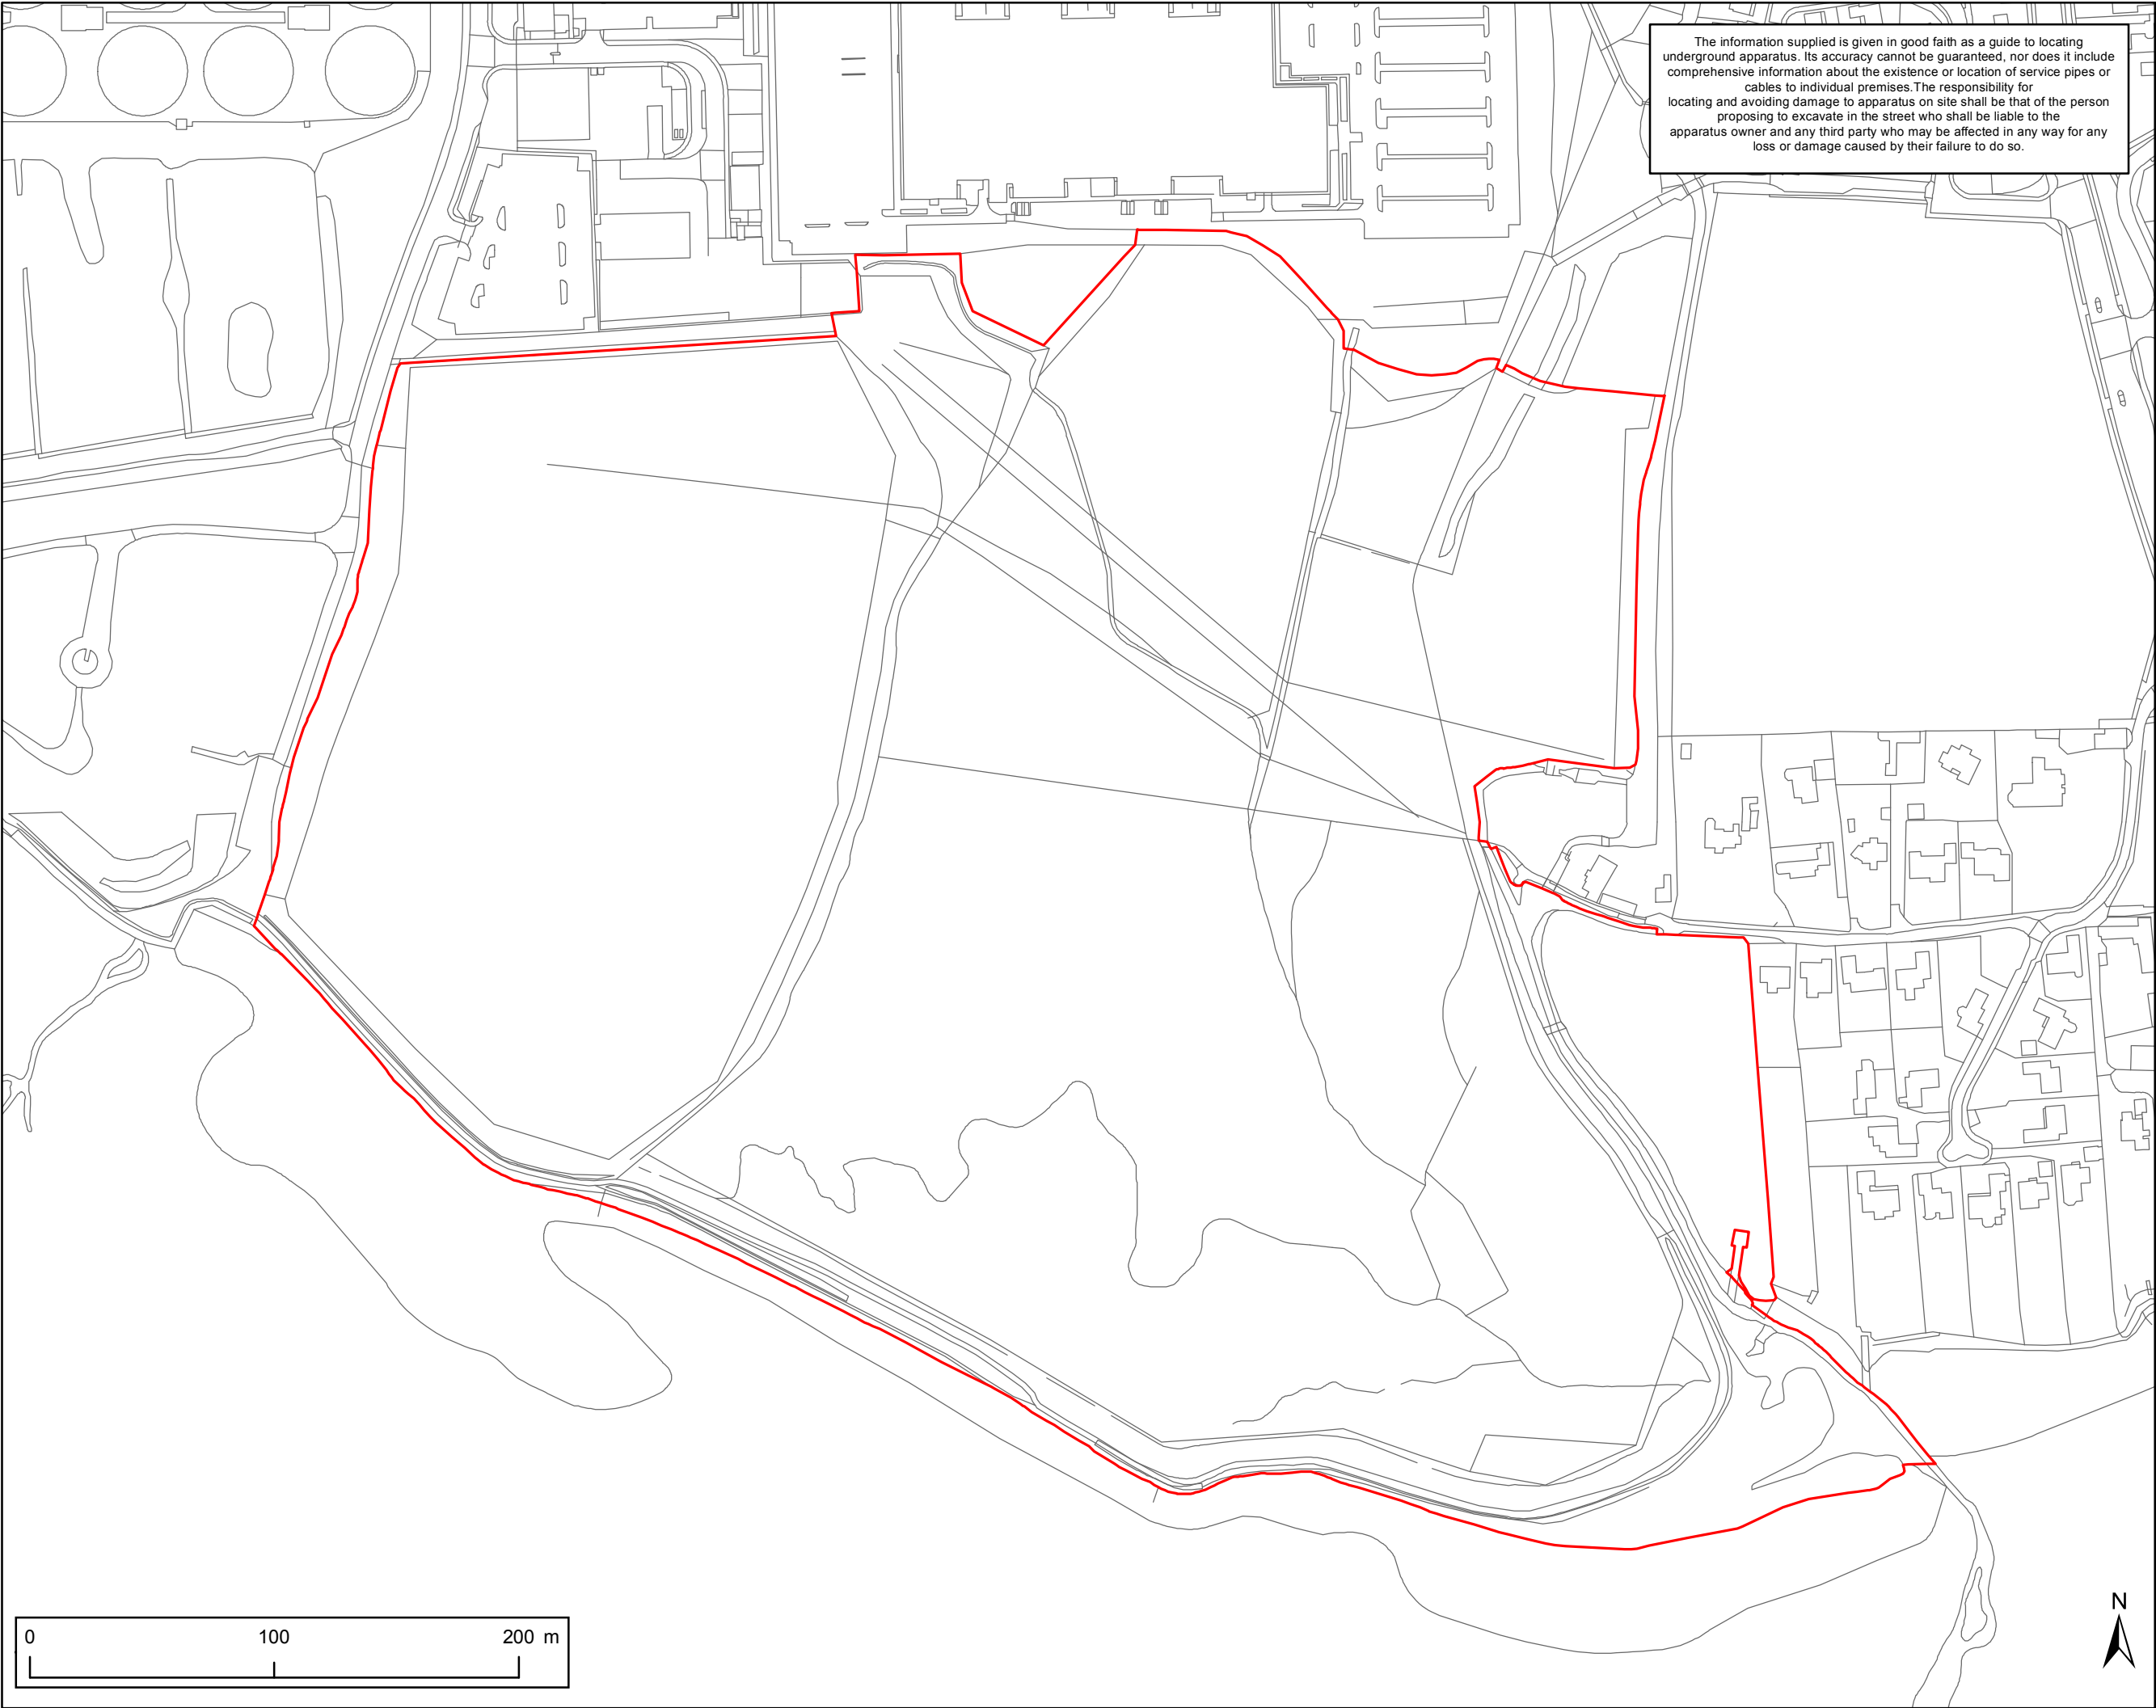 The information supplied is given in good faith as a guide to locating
underground apparatus. Its accuracy cannot be guaranteed, nor does it include
comprehensive information about the existence or location of service pipes or
cables to individual premises.The responsibility for
locating and avoiding damage to apparatus on site shall be that of the person
proposing to excavate in the street who shall be liable to the
apparatus owner and any third party who may be affected in any way for any
loss or damage caused by their failure to do so.
N
0 100 200 m